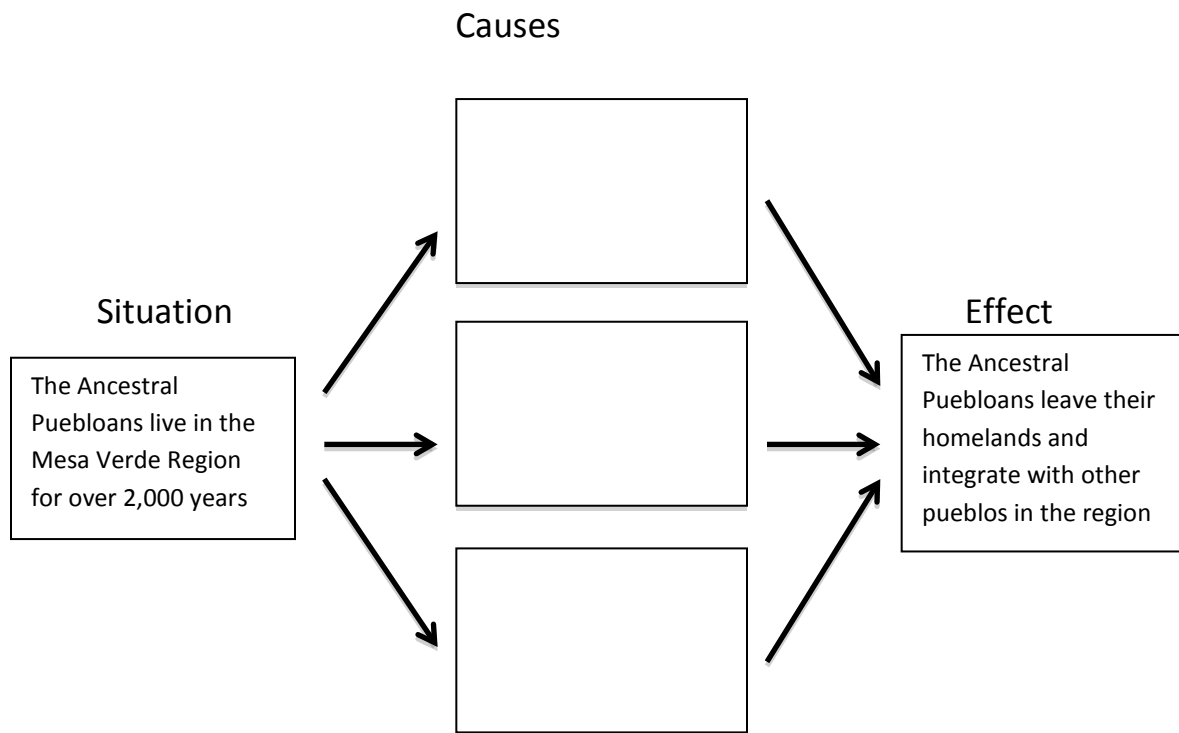 Causes
Situation
The Ancestral
Puebloans live in the
Mesa Verde Region
for over 2,000 years
Effect
The Ancestral
Puebloans leave their
homelands and
integrate with other
pueblos in the region